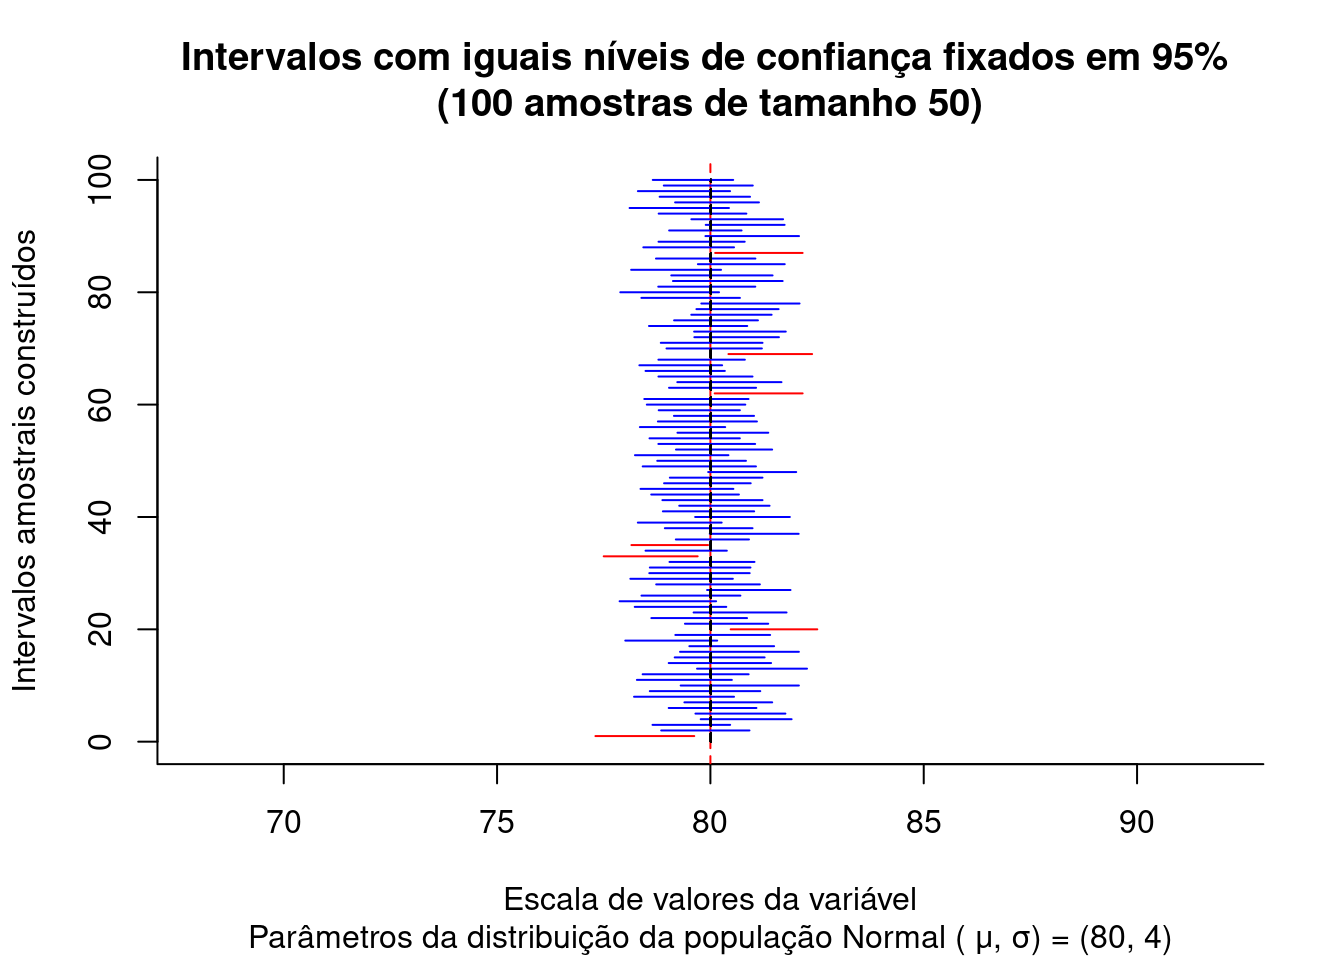 Intervalos com iguais níveis de confiança fixados em 95%
(100 amostras de tamanho 50)
Intervalos amostrais construídos
100
80
60
40
20
0
70 75 80 85 90
Escala de valores da variável
Parâmetros da distribuição da população Normal ( μ, σ) = (80, 4)